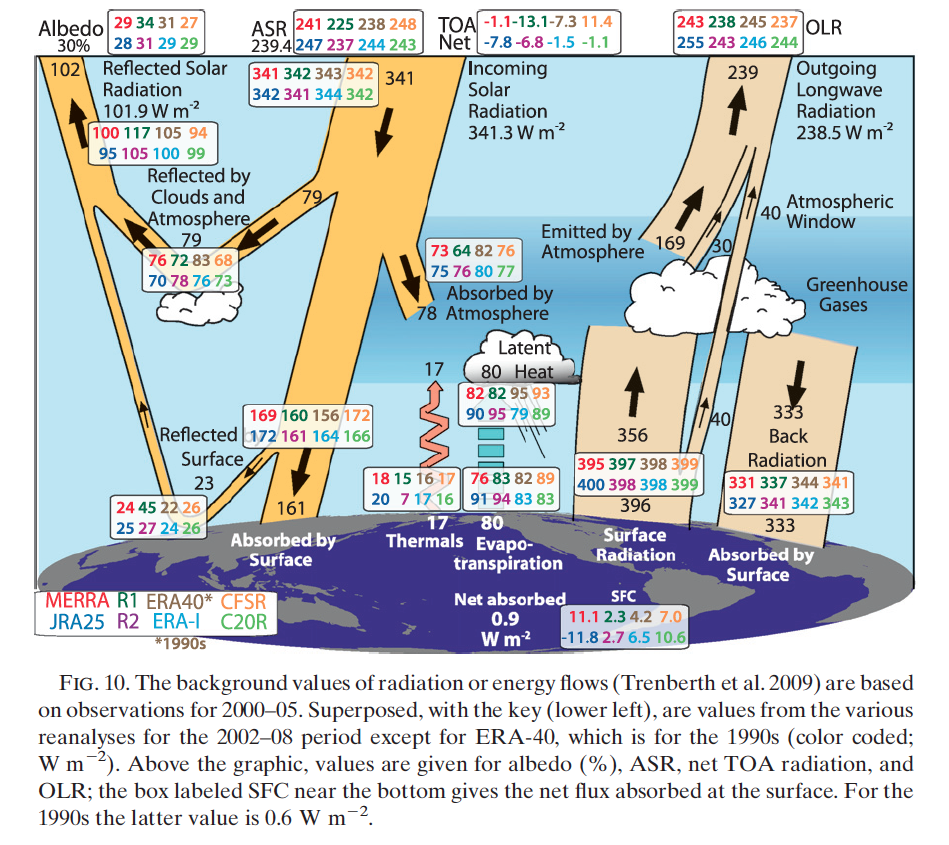 Albedo
30%
29 34 31 27
28 31 29 29
ASR
239.4
241 225 238 248
247 237 244 243
TOA
Net
-1.1-13.1-7.3 11.4
-7.8 -6.8 -1.5 -1.1
243 238 245 237
255 243 246 244
OLR
102
Reflected Solar
Radiation
101.9 W m-2
100 117 105 94
95 105 100 99
341 342 343 342
342 341 344 342
341
Incoming
Solar
Radiation
341.3 W m-2
239
Outgoing
Longwave
Radiation
238.5 W m-2
Reflected by
Clouds and
Atmosphere
79
76 72 83 68
70 78 76 73
79
73 64 82 76
75 76 80 77
Absorbed by
78 Atmosphere
Emitted by
Atmosphere
169
30
40
Atmospheric
Window
Greenhouse
Gases
Latent
80 Heat
17
82 82 95 93
90 95 79 89
169 160 156 172
172 161 164 166
Reflected by
Surface
23
24 45 22 26
25 27 24 26
161
Absorbed by
Surface
18 15 16 17
20 7 17 16
17
Thermals
76 83 82 89
91 94 83 83
80
Evapo-
transpiration
356
40
395 397 398 399
400 398 398 399
396
Surface
Radiation
333
Back
Radiation
331 337 344 341
327 341 342 343
333
Absorbed by
Surface
MERRA R1 ERA40* CFSR
JRA25 R2 ERA-I C20R
*1990s
Net absorbed
0.9
W m-2
SFC
11.1 2.3 4.2 7.0
-11.8 2.7 6.5 10.6
FIG. 10. The background values of radiation or energy flows (Trenberth et al. 2009) are based
on observations for 2000–05. Superposed, with the key (lower left), are values from the various
reanalyses for the 2002–08 period except for ERA-40, which is for the 1990s (color coded;
W m−2). Above the graphic, values are given for albedo (%), ASR, net TOA radiation, and
OLR; the box labeled SFC near the bottom gives the net flux absorbed at the surface. For the
1990s the latter value is 0.6 W m−2.